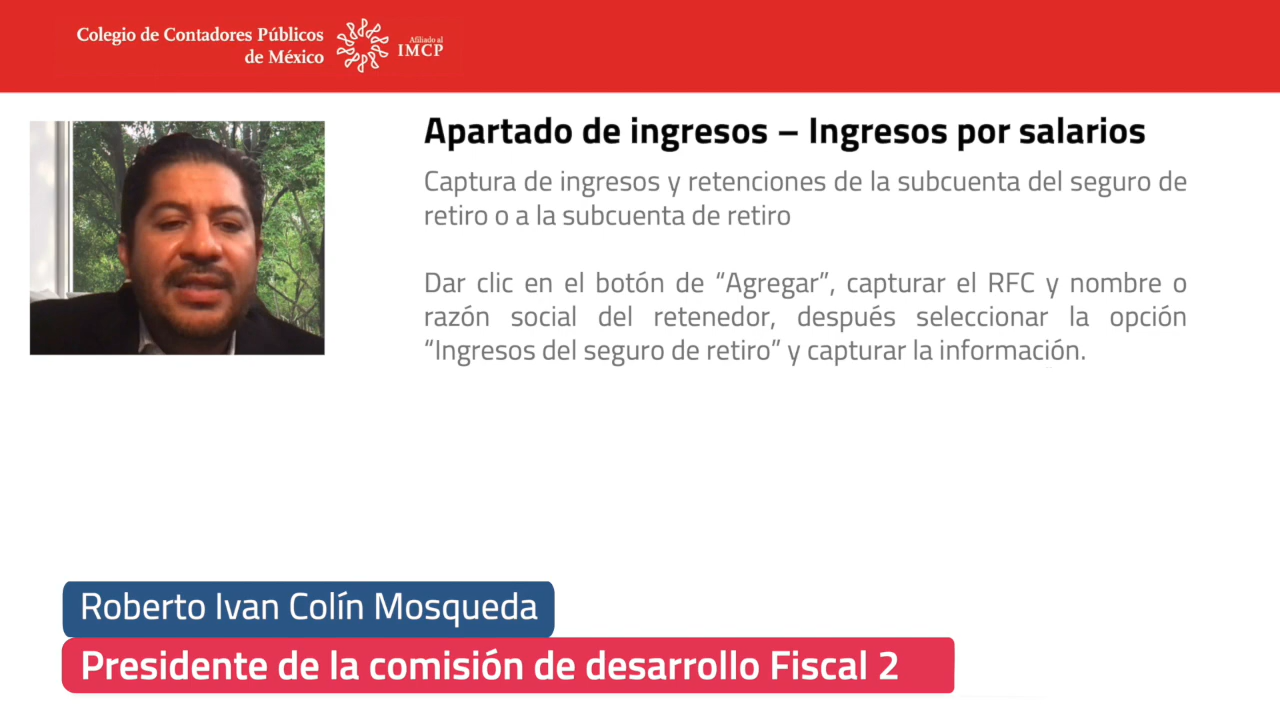 Colegio de Contadores Públicos
de México
Afiliado al
IMCP
Apartado de ingresos – Ingresos por salarios
Captura de ingresos y retenciones de la subcuenta del seguro de
retiro o a la subcuenta de retiro
Dar clic en el botón de “Agregar”, capturar el RFC y nombre o
razón social del retenedor, después seleccionar la opción
“Ingresos del seguro de retiro” y capturar la información.
Roberto Ivan Colín Mosqueda
Presidente de la comisión de desarrollo Fiscal 2